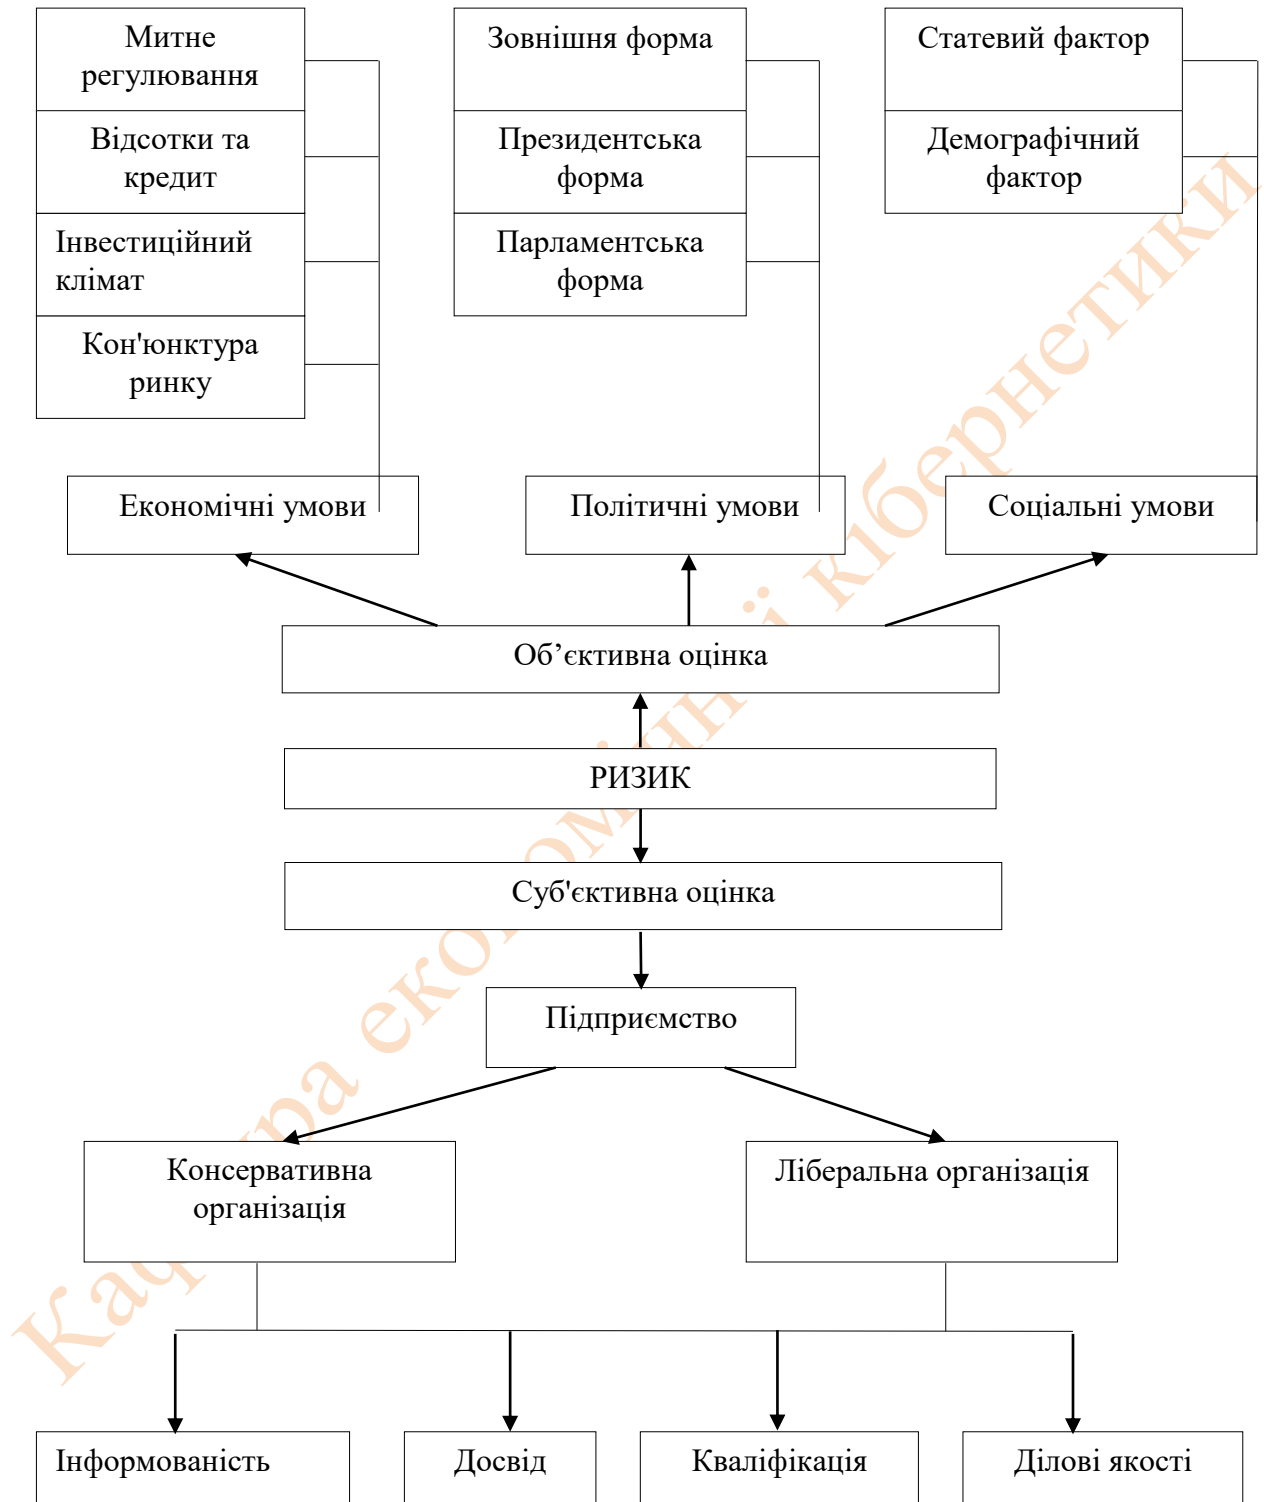 Митне
регулювання
Відсотки та
кредит
Інвестиційний
клімат
Кон'юнктура
ринку
Зовнішня форма
Президентська
форма
Парламентська
форма
Статевий фактор
Демографічний
фактор
Економічні умови
Політичні умови
Соціальні умови
Об’єктивна оцінка
РИЗИК
Суб'єктивна оцінка
Підприємство
Консервативна
організація
Ліберальна організація
Інформованість
Досвід
Кваліфікація
Ділові якості
кібернетики